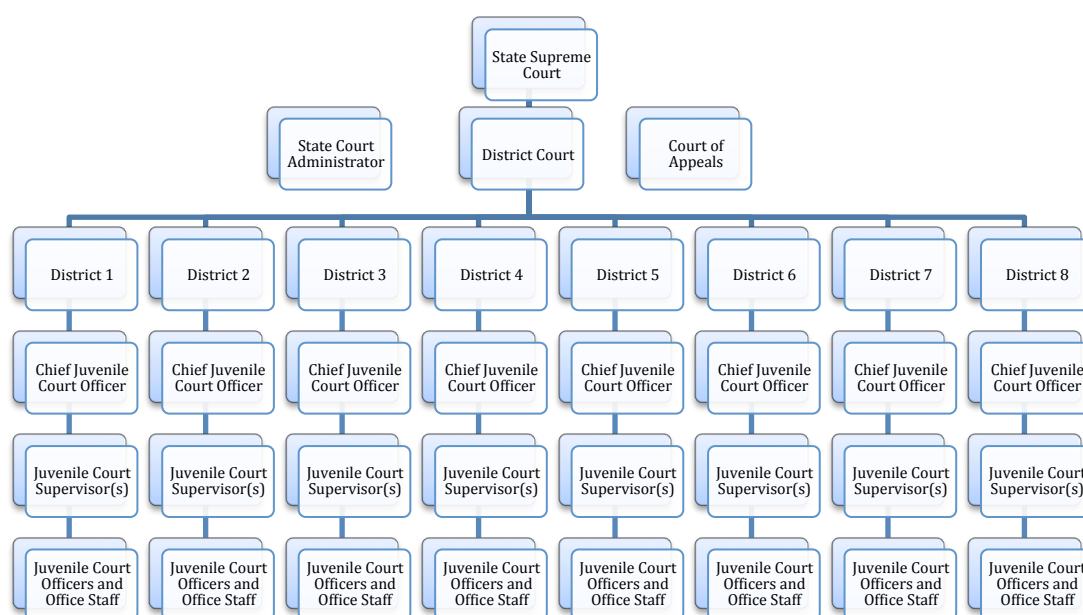 State Supreme
Court
State Court
Administrator
District Court
Court of
Appeals
District 1
District 2
District 3
District 4
District 5
District 6
District 7
District 8
Chief Juvenile
Court Officer
Chief Juvenile
Court Officer
Chief Juvenile
Court Officer
Chief Juvenile
Court Officer
Chief Juvenile
Court Officer
Chief Juvenile
Court Officer
Chief Juvenile
Court Officer
Chief Juvenile
Court Officer
Juvenile Court
Supervisor(s)
Juvenile Court
Supervisor(s)
Juvenile Court
Supervisor(s)
Juvenile Court
Supervisor(s)
Juvenile Court
Supervisor(s)
Juvenile Court
Supervisor(s)
Juvenile Court
Supervisor(s)
Juvenile Court
Supervisor(s)
Juvenile Court
Officers and
Office Staff
Juvenile Court
Officers and
Office Staff
Juvenile Court
Officers and
Office Staff
Juvenile Court
Officers and
Office Staff
Juvenile Court
Officers and
Office Staff
Juvenile Court
Officers and
Office Staff
Juvenile Court
Officers and
Office Staff
Juvenile Court
Officers and
Office Staff